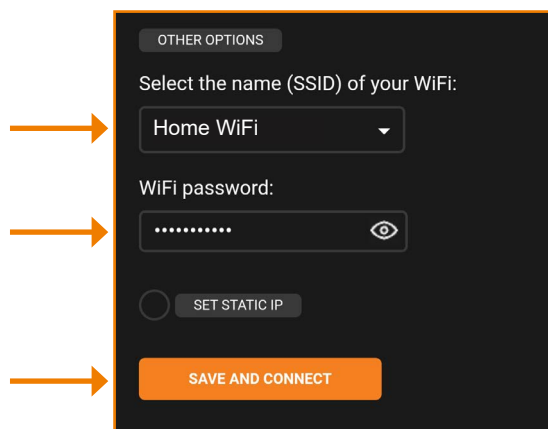 OTHER OPTIONS
Select the name (SSID) of your WiFi:
Home WiFi
WiFi password:
•••••••••••
SET STATIC IP
SAVE AND CONNECT